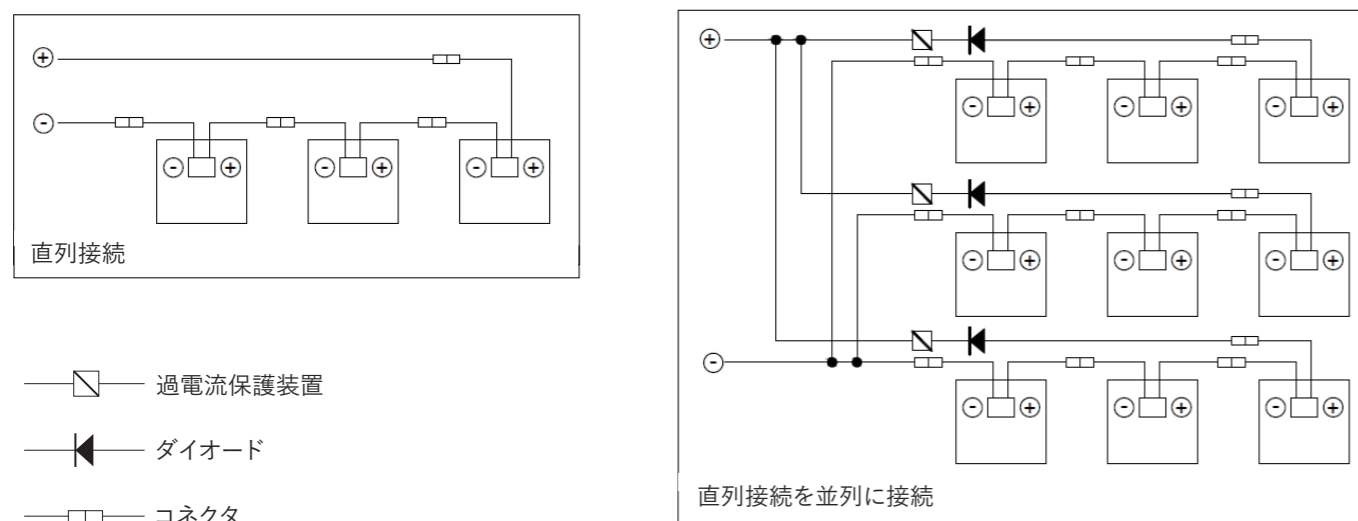 直列接続
過電流保護装置
ダイオード
コネクタ
直列接続を並列に接続